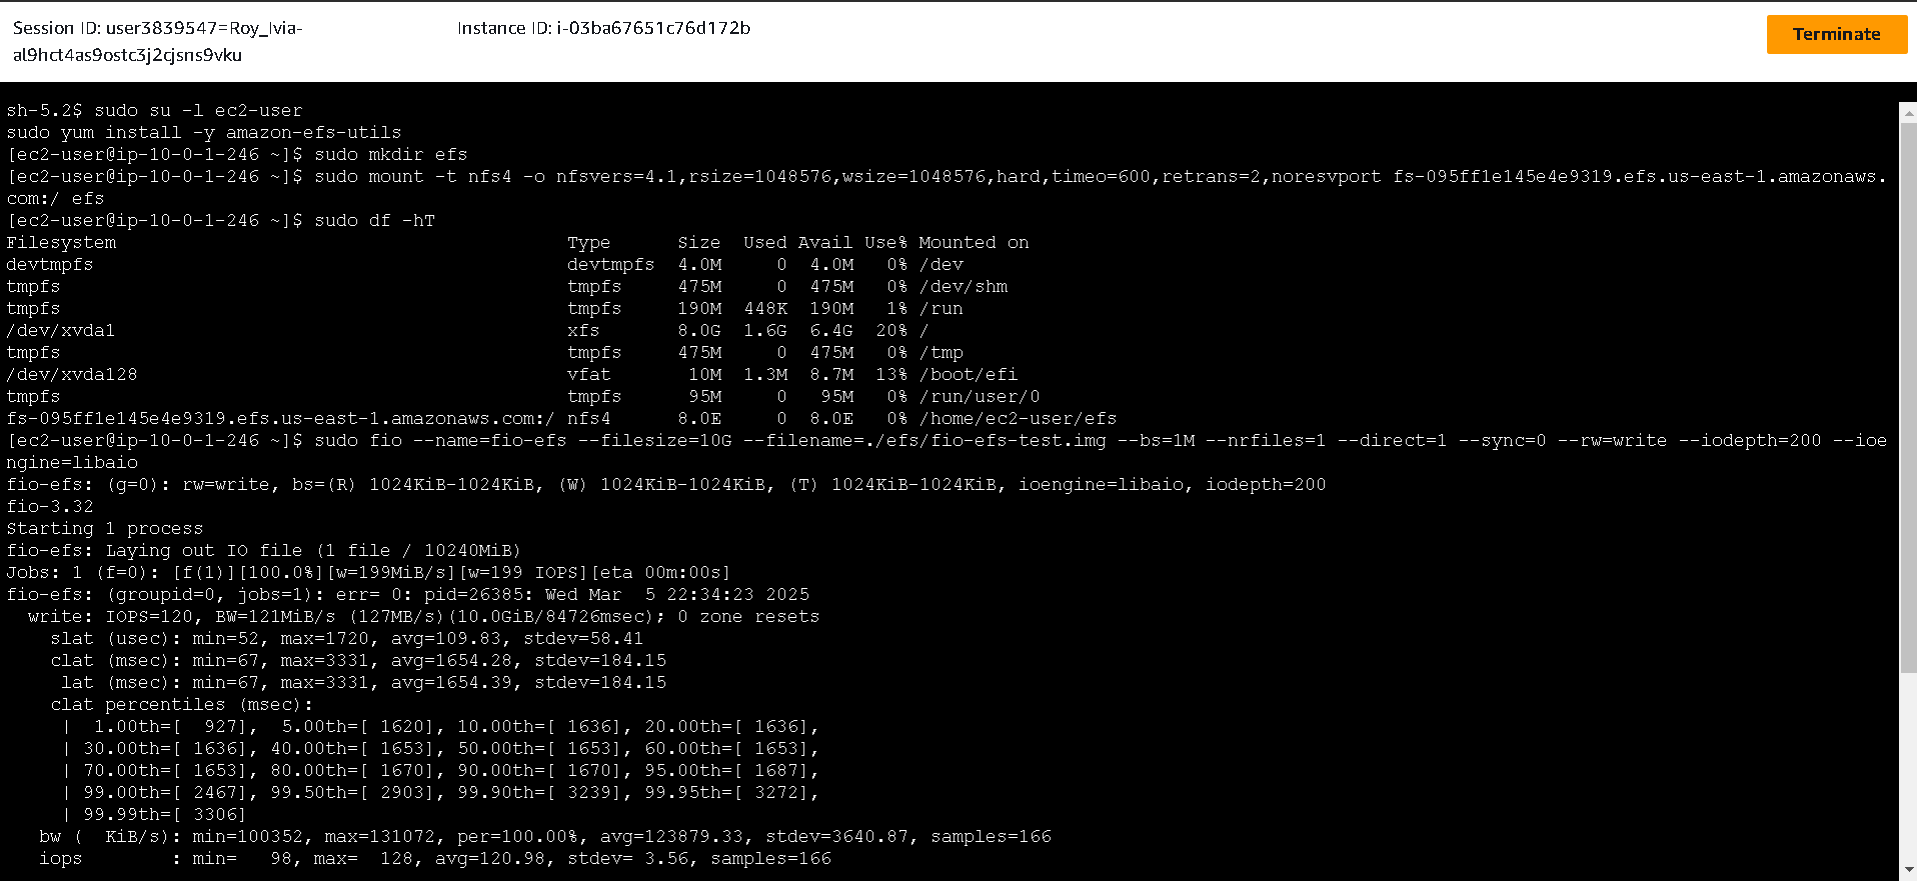 Session ID: user3839547=Roy_Ivia-
al9hct4as9ostc3j2cjsns9vku
Instance ID: i-03ba67651c76d172b
Terminate
sh-5.2$ sudo su -l ec2-user
sudo yum install -y amazon-efs-utils
[ec2-user@ip-10-0-1-246 ~]$ sudo mkdir efs
[ec2-user@ip-10-0-1-246 ~]$ sudo mount -t nfs4 -o nfsvers=4.1,rsize=1048576,wsize=1048576,hard,timeo=600,retrans=2,noresvport fs-095ff1e145e4e9319.efs.us-east-1.amazonaws.
com:/ efs
[ec2-user@ip-10-0-1-246 ~]$ sudo df -hT
Filesystem                                         Type      Size  Used Avail Use% Mounted on
devtmpfs                                           devtmpfs  4.0M     0  4.0M   0% /dev
tmpfs                                              tmpfs     475M     0  475M   0% /dev/shm
tmpfs                                              tmpfs     190M  448K  190M   1% /run
/dev/xvda1                                         xfs       8.0G  1.6G  6.4G  20% /
tmpfs                                              tmpfs     475M     0  475M   0% /tmp
/dev/xvda128                                       vfat       10M  1.3M  8.7M  13% /boot/efi
tmpfs                                              tmpfs      95M     0   95M   0% /run/user/0
fs-095ff1e145e4e9319.efs.us-east-1.amazonaws.com:/ nfs4      8.0E     0  8.0E   0% /home/ec2-user/efs
[ec2-user@ip-10-0-1-246 ~]$ sudo fio --name=fio-efs --filesize=10G --filename=./efs/fio-efs-test.img --bs=1M --nrfiles=1 --direct=1 --sync=0 --rw=write --iodepth=200 --ioe
ngine=libaio
fio-efs: (g=0): rw=write, bs=(R) 1024KiB-1024KiB, (W) 1024KiB-1024KiB, (T) 1024KiB-1024KiB, ioengine=libaio, iodepth=200
fio-3.32
Starting 1 process
fio-efs: Laying out IO file (1 file / 10240MiB)
Jobs: 1 (f=0): [f(1)][100.0%][w=199MiB/s][w=199 IOPS][eta 00m:00s]
fio-efs: (groupid=0, jobs=1): err= 0: pid=26385: Wed Mar  5 22:34:23 2025
  write: IOPS=120, BW=121MiB/s (127MB/s)(10.0GiB/84726msec); 0 zone resets
    slat (usec): min=52, max=1720, avg=109.83, stdev=58.41
    clat (msec): min=67, max=3331, avg=1654.28, stdev=184.15
     lat (msec): min=67, max=3331, avg=1654.39, stdev=184.15
    clat percentiles (msec):
     |  1.00th=[  927],  5.00th=[ 1620], 10.00th=[ 1636], 20.00th=[ 1636],
     | 30.00th=[ 1636], 40.00th=[ 1653], 50.00th=[ 1653], 60.00th=[ 1653],
     | 70.00th=[ 1653], 80.00th=[ 1670], 90.00th=[ 1670], 95.00th=[ 1687],
     | 99.00th=[ 2467], 99.50th=[ 2903], 99.90th=[ 3239], 99.95th=[ 3272],
     | 99.99th=[ 3306]
   bw (  KiB/s): min=100352, max=131072, per=100.00%, avg=123879.33, stdev=3640.87, samples=166
   iops        : min=   98, max=  128, avg=120.98, stdev= 3.56, samples=166